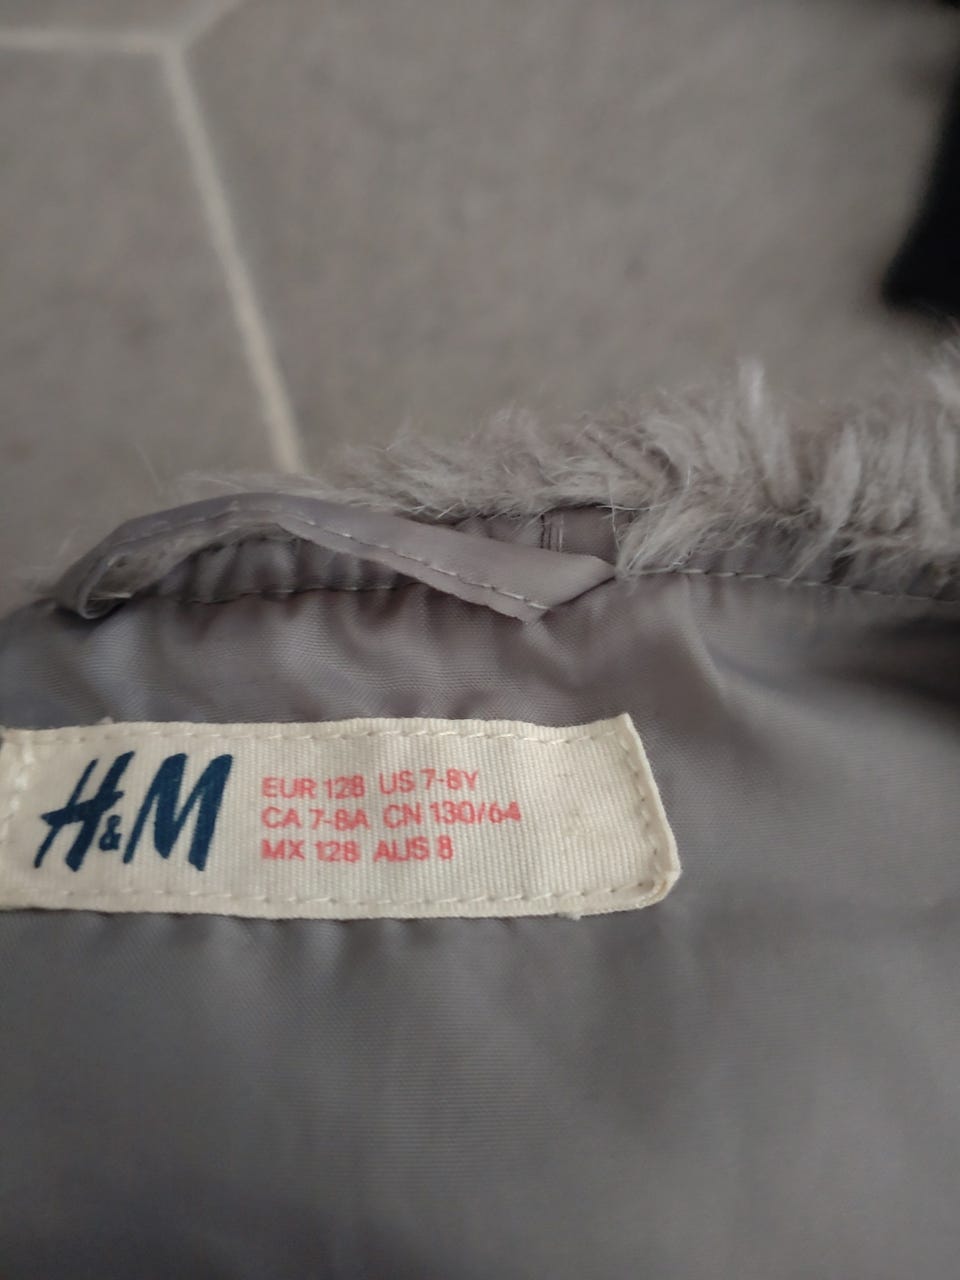 H&M
EUR 128 US 7-8Y
CA 7-8A CN 130/64
MX 128 AUS 8